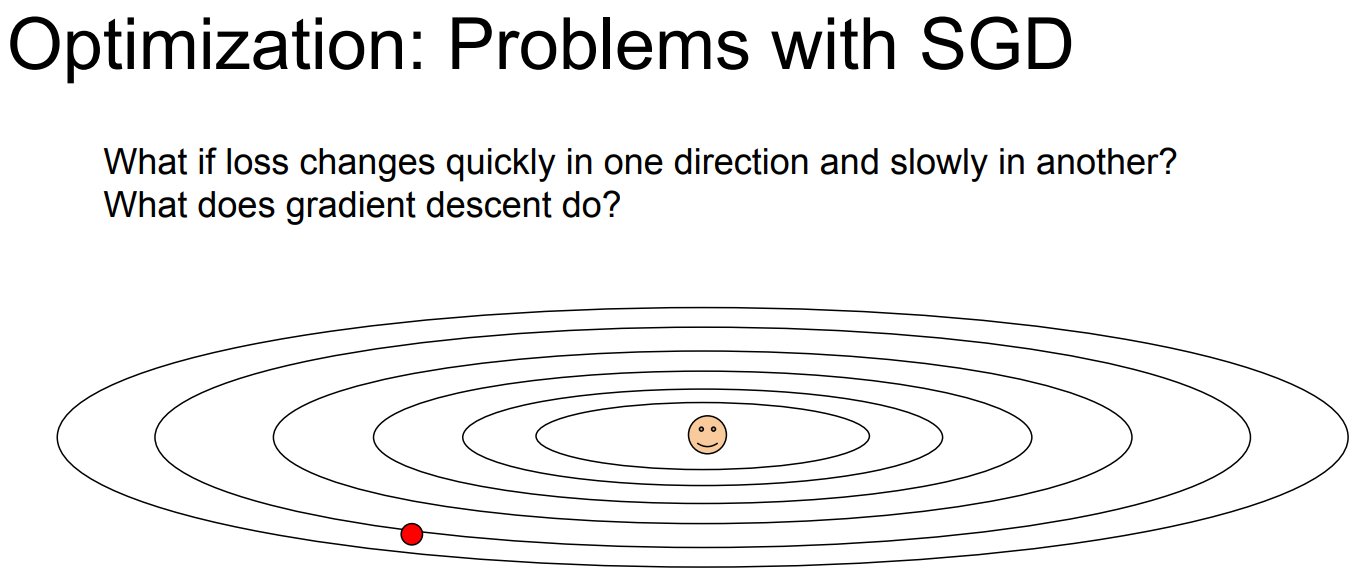 Optimization: Problems with SGD
What if loss changes quickly in one direction and slowly in another?
What does gradient descent do?